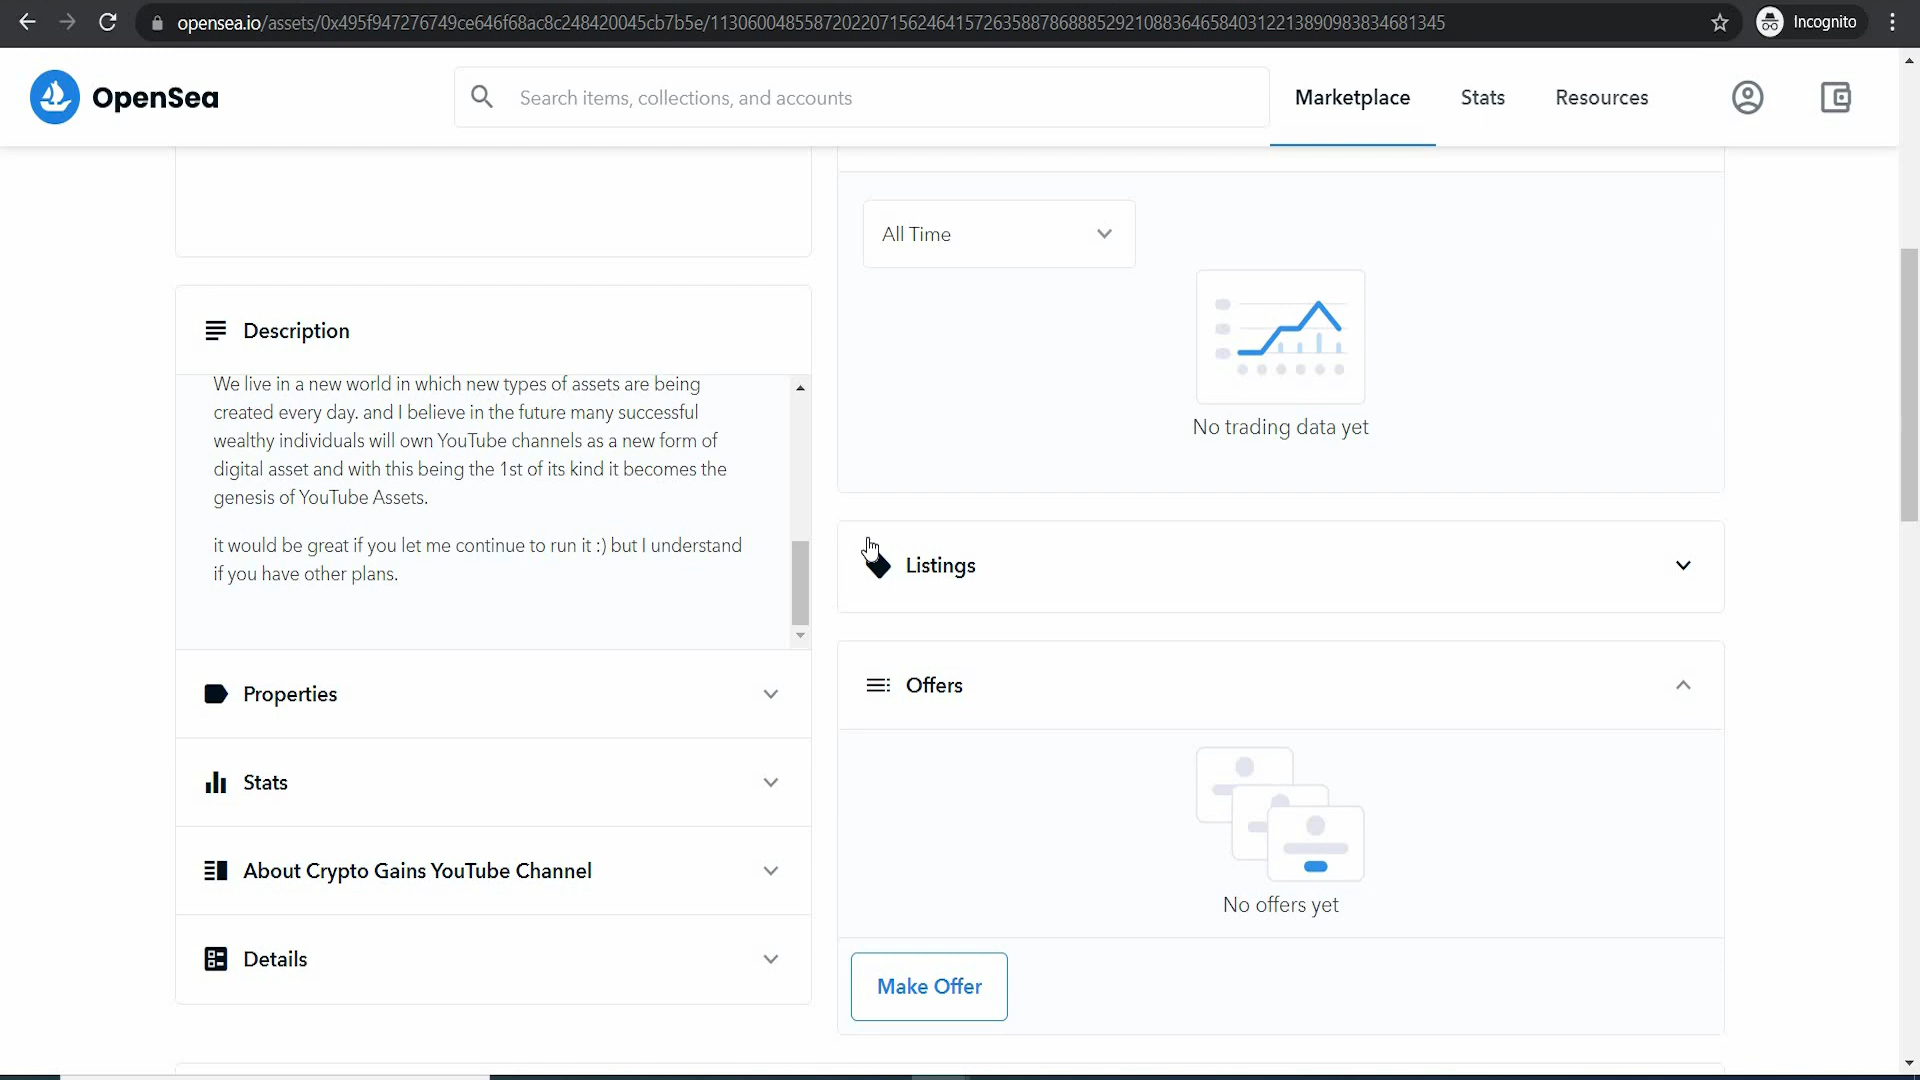 opensea.io/assets/0x495f947276749ce646f68ac8c248420045cb7b5e/11306004855872022071562464157263588786888529210883646584031221389098383468​1345
Incognito
OpenSea
Search items, collections, and accounts
Marketplace
Stats
Resources
All Time
No trading data yet
Description
We live in a new world in which new types of assets are being
created every day. and I believe in the future many successful
wealthy individuals will own YouTube channels as a new form of
digital asset and with this being the 1st of its kind it becomes the
genesis of YouTube Assets.
it would be great if you let me continue to run it :) but I understand
if you have other plans.
Listings
Offers
Properties
Stats
About Crypto Gains YouTube Channel
Details
No offers yet
Make Offer